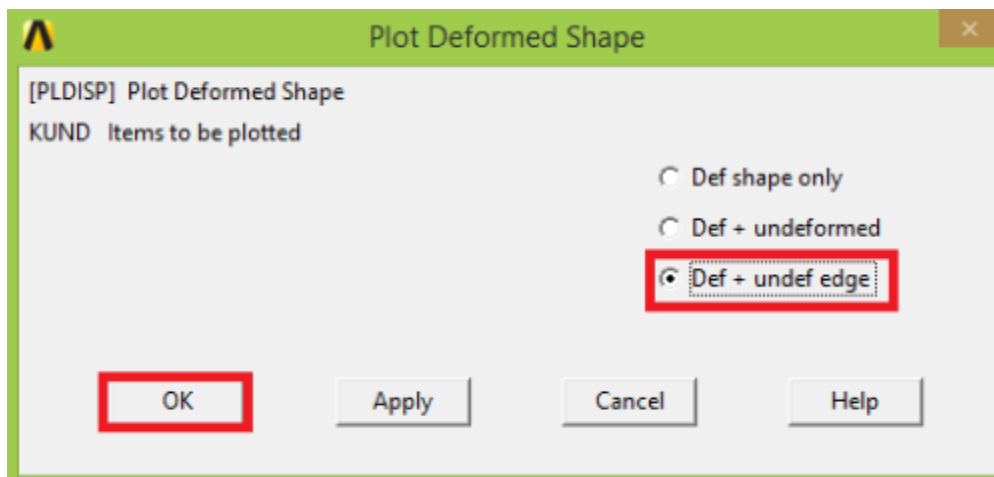 Plot Deformed Shape
[PLDISP] Plot Deformed Shape
KUND Items to be plotted
Def shape only
Def + undeformed
Def + undef edge
OK Apply Cancel Help